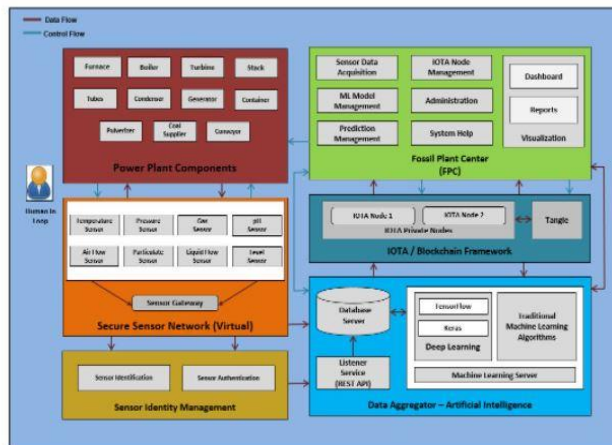 Data Flow
Control Flow
Furnace
Boiler
Turbine
Stack
Tubes
Condenser
Generator
Container
Pulverizer
Coal
Supplier
Conveyor
Power Plant Components
Sensor Data
Acquisition
IOTA Node
Management
ML Model
Management
Administration
Prediction
Management
System Help
Dashboard
Reports
Visualization
Fossil Plant Center
(FPC)
Human In
Loop
Temperature
Sensor
Pressure
Sensor
Gas
Sensor
pH
Sensor
Air Flow
Sensor
Particulate
Sensor
Liquid Flow
Sensor
Level
Sensor
Sensor Gateway
Secure Sensor Network (Virtual)
IOTA Node 1
IOTA Node 2
IOTA Private Nodes
Tangle
IOTA / Blockchain Framework
Database
Server
TensorFlow
Keras
Deep Learning
Traditional
Machine Learning
Algorithms
Machine Learning Server
Listener
Service
(REST API)
Data Aggregator – Artificial Intelligence
Sensor Identification
Sensor Authentication
Sensor Identity Management